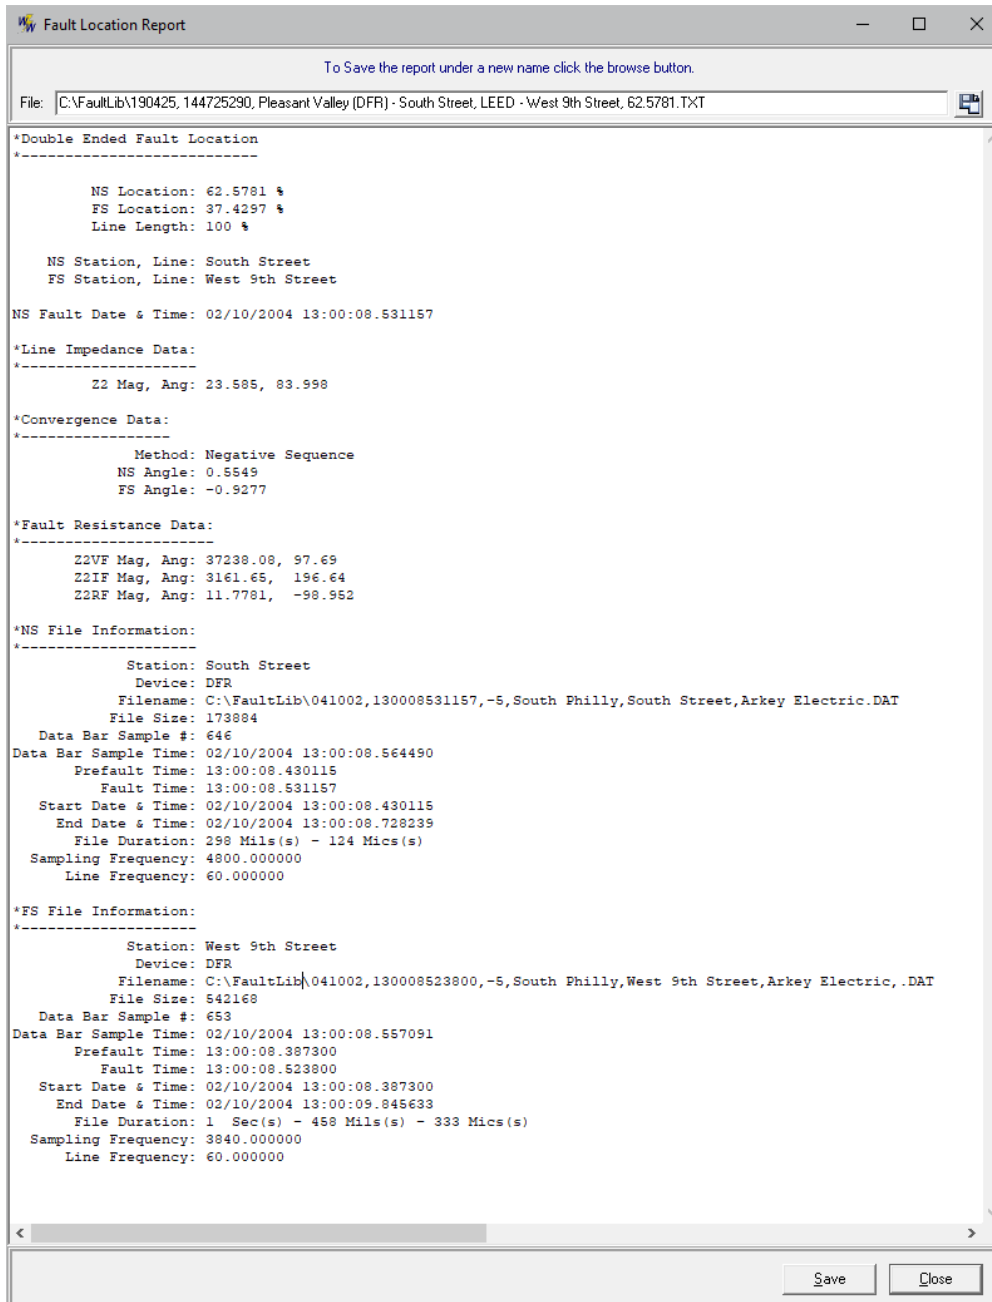 Fault Location Report
To Save the report under a new name click the browse button.
File: C:\FaultLib\190425, 144725290, Pleasant Valley (DFR) - South Street, LEED - West 9th Street, 62.5781.TXT
*Double Ended Fault Location
*---------------------------
NS Location: 62.5781 %
FS Location: 37.4297 %
Line Length: 100 %
NS Station, Line: South Street
FS Station, Line: West 9th Street
NS Fault Date & Time: 02/10/2004 13:00:08.531157
*Line Impedance Data:
*--------------------
Z2 Mag, Ang: 23.585, 83.998
*Convergence Data:
*-----------------
Method: Negative Sequence
NS Angle: 0.5549
FS Angle: -0.9277
*Fault Resistance Data:
*----------------------
Z2VF Mag, Ang: 37238.08, 97.69
Z2IF Mag, Ang: 3161.65, 196.64
Z2RF Mag, Ang: 11.7781, -98.952
*NS File Information:
*--------------------
Station: South Street
Device: DFR
Filename: C:\FaultLib\041002,130008531157,-5,South Philly,South Street,Arkey Electric.DAT
File Size: 173884
Data Bar Sample #: 646
Data Bar Sample Time: 02/10/2004 13:00:08.564490
Prefault Time: 13:00:08.430115
Fault Time: 13:00:08.531157
Start Date & Time: 02/10/2004 13:00:08.430115
End Date & Time: 02/10/2004 13:00:08.728239
File Duration: 298 Mils(s) - 124 Mics(s)
Sampling Frequency: 4800.000000
Line Frequency: 60.000000
*FS File Information:
*--------------------
Station: West 9th Street
Device: DFR
Filename: C:\FaultLib\041002,130008523800,-5,South Philly,West 9th Street,Arkey Electric,.DAT
File Size: 542168
Data Bar Sample #: 653
Data Bar Sample Time: 02/10/2004 13:00:08.557091
Prefault Time: 13:00:08.387300
Fault Time: 13:00:08.523800
Start Date & Time: 02/10/2004 13:00:08.387300
End Date & Time: 02/10/2004 13:00:09.845633
File Duration: 1 Sec(s) - 458 Mils(s) - 333 Mics(s)
Sampling Frequency: 3840.000000
Line Frequency: 60.000000
Save
Close